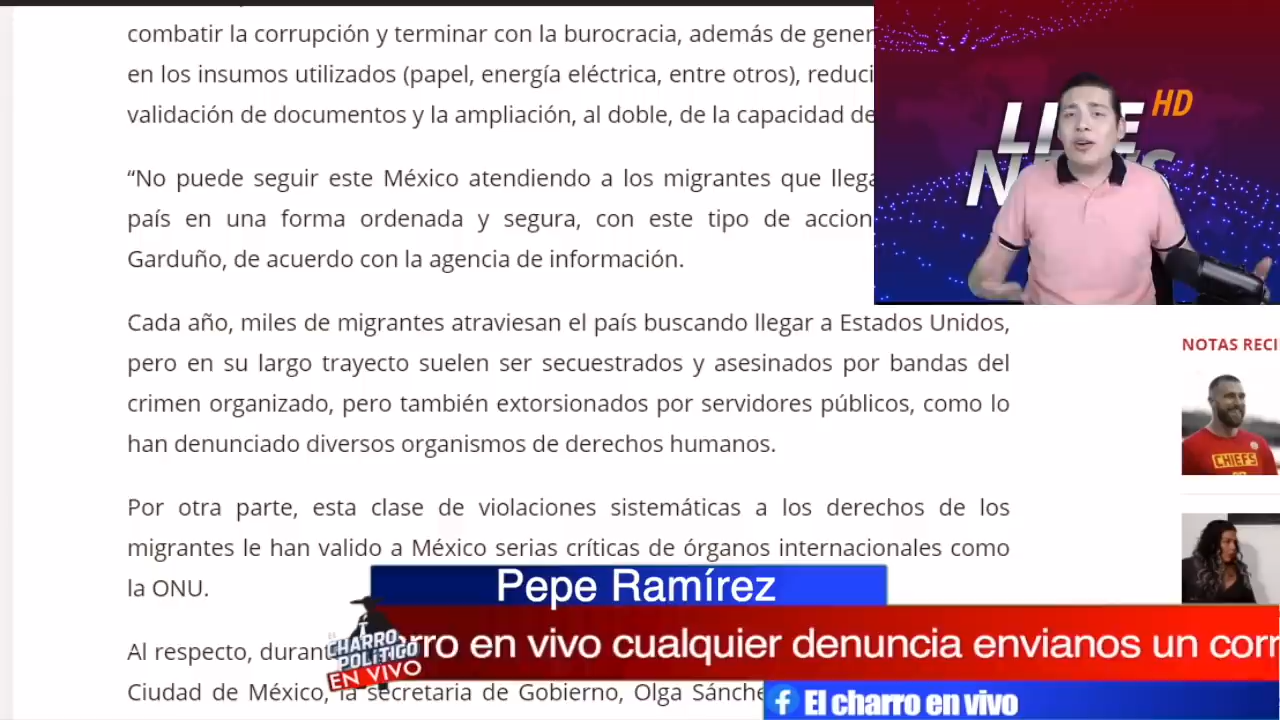 combatir la corrupción y terminar con la burocracia, además de gener
en los insumos utilizados (papel, energía eléctrica, entre otros), reduci
validación de documentos y la ampliación, al doble, de la capacidad de
“No puede seguir este México atendiendo a los migrantes que llega
país en una forma ordenada y segura, con este tipo de accion
Garduño, de acuerdo con la agencia de información.
Cada año, miles de migrantes atraviesan el país buscando llegar a Estados Unidos,
pero en su largo trayecto suelen ser secuestrados y asesinados por bandas del
crimen organizado, pero también extorsionados por servidores públicos, como lo
han denunciado diversos organismos de derechos humanos.
Por otra parte, esta clase de violaciones sistemáticas a los derechos de los
migrantes le han valido a México serias críticas de órganos internacionales como
la ONU.
Al respecto, durant
Ciudad de México, la secretaria de Gobierno, Olga Sánche
HD
NOTAS RECI
CHIEFS
Pepe Ramírez
CHARRO
POLÍTICO
EN VIVO
rro en vivo cualquier denuncia envianos un corr
El charro en vivo